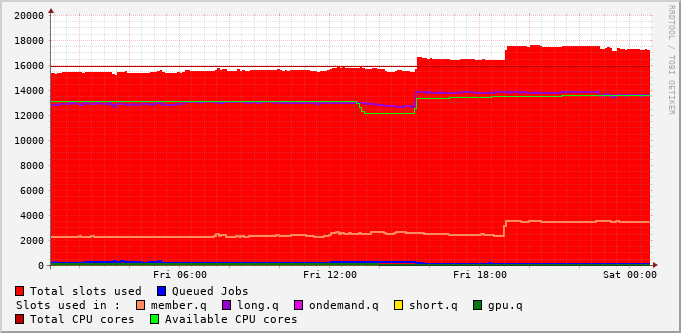 RRDTOOL / TOBI OETIKER
20000
18000
16000
14000
12000
10000
8000
6000
4000
2000
0
Fri 06:00 Fri 12:00 Fri 18:00 Sat 00:00
Total slots used Queued Jobs
Slots used in : member.q long.q ondemand.q short.q gpu.q
Total CPU cores Available CPU cores